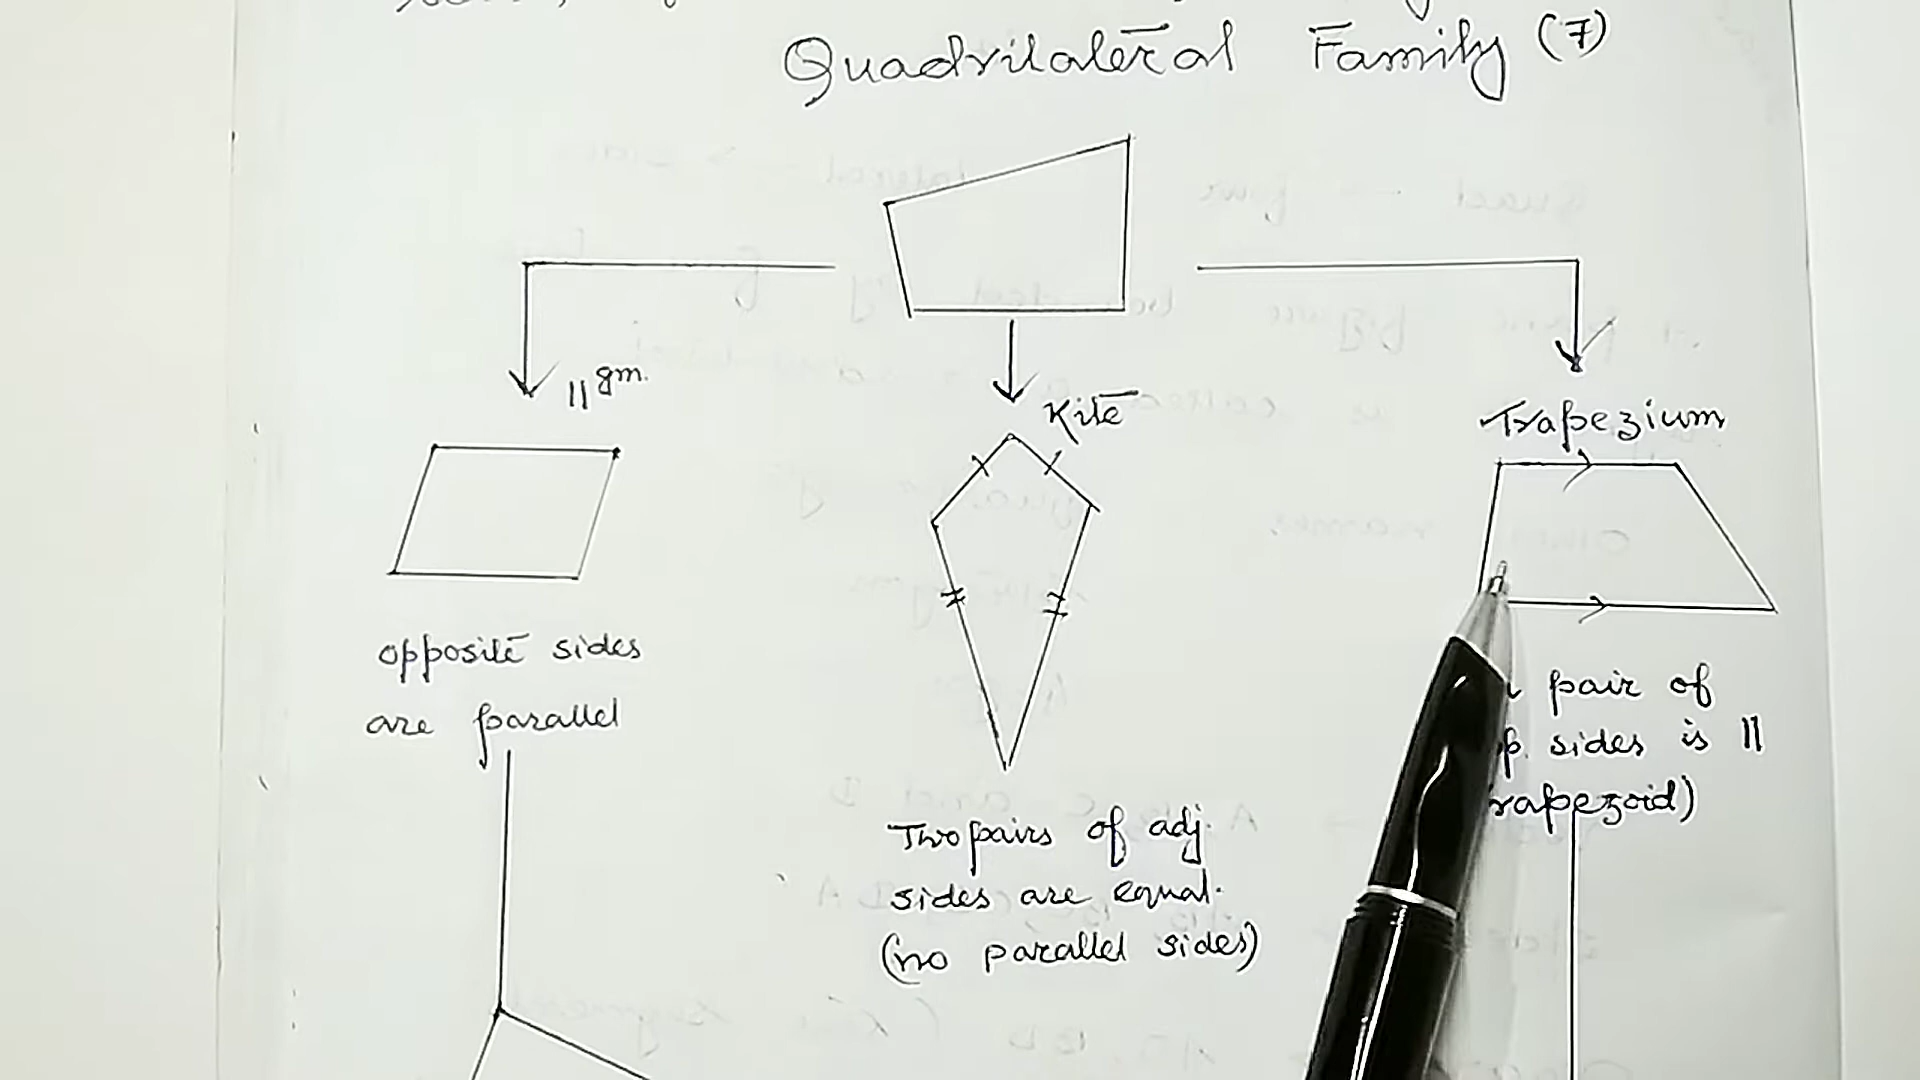 Quadrilateral Family (7)
||gm.
Kite
Trapezium
opposite sides
are parallel
pair of
sides is ||
Two pairs of adj.
sides are equal.
(no parallel sides)